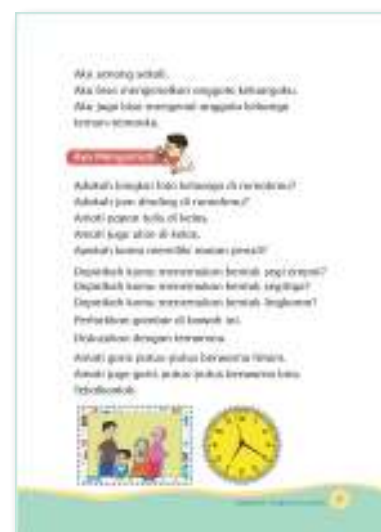 Aku senang sekali.
Aku bisa mengenalkan anggota keluargaku.
Aku juga bisa mengenal anggota keluarga
teman-temanku.
Ayo Mengamati
Adakah bingkai foto keluarga di rumahmu?
Adakah jam dinding di rumahmu?
Amati papan tulis di kelas.
Amati juga ubin di kelas.
Apakah kamu memiliki mainan
Dapatkah kamu menemukan bentuk segi empat?
Dapatkah kamu menemukan bentuk segitiga?
Dapatkah kamu menemukan bentuk lingkaran?
Perhatikan gambar di bawah ini.
Diskusikan dengan temanmu.
Amati garis putus-putus berwarna hitam.
Amati juga garis putus-putus berwarna biru.
Tebalkanlah.